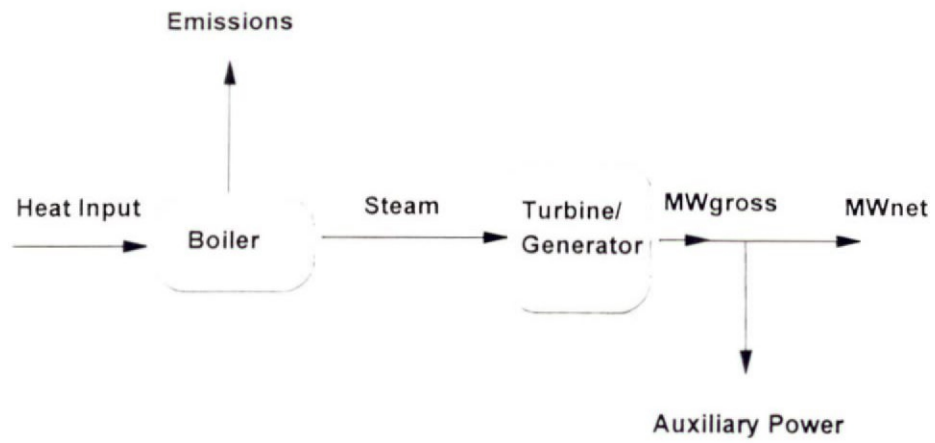 Emissions
Heat Input
Boiler
Steam
Turbine/
Generator
MWgross
MWnet
Auxiliary Power